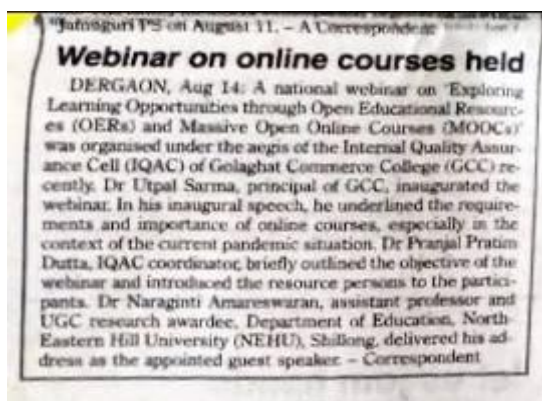 "Jamuguri PS on August 11. – A Correspondent
Webinar on online courses held
DERGAON, Aug 14: A national webinar on 'Exploring
Learning Opportunities through Open Educational Resourc-
es (OERs) and Massive Open Online Courses (MOOCs)'
was organised under the aegis of the Internal Quality Assur-
ance Cell (IQAC) of Golaghat Commerce College (GCC) re-
cently. Dr Utpal Sarma, principal of GCC, inaugurated the
webinar. In his inaugural speech, he underlined the require-
ments and importance of online courses, especially in the
context of the current pandemic situation. Dr Pranjal Pratim
Dutta, IQAC coordinator, briefly outlined the objective of the
webinar and introduced the resource persons to the partici-
pants. Dr Naraginti Amareswaran, assistant professor and
UGC research awardee, Department of Education, North-
Eastern Hill University (NEHU), Shillong, delivered his ad-
dress as the appointed guest speaker. – Correspondent